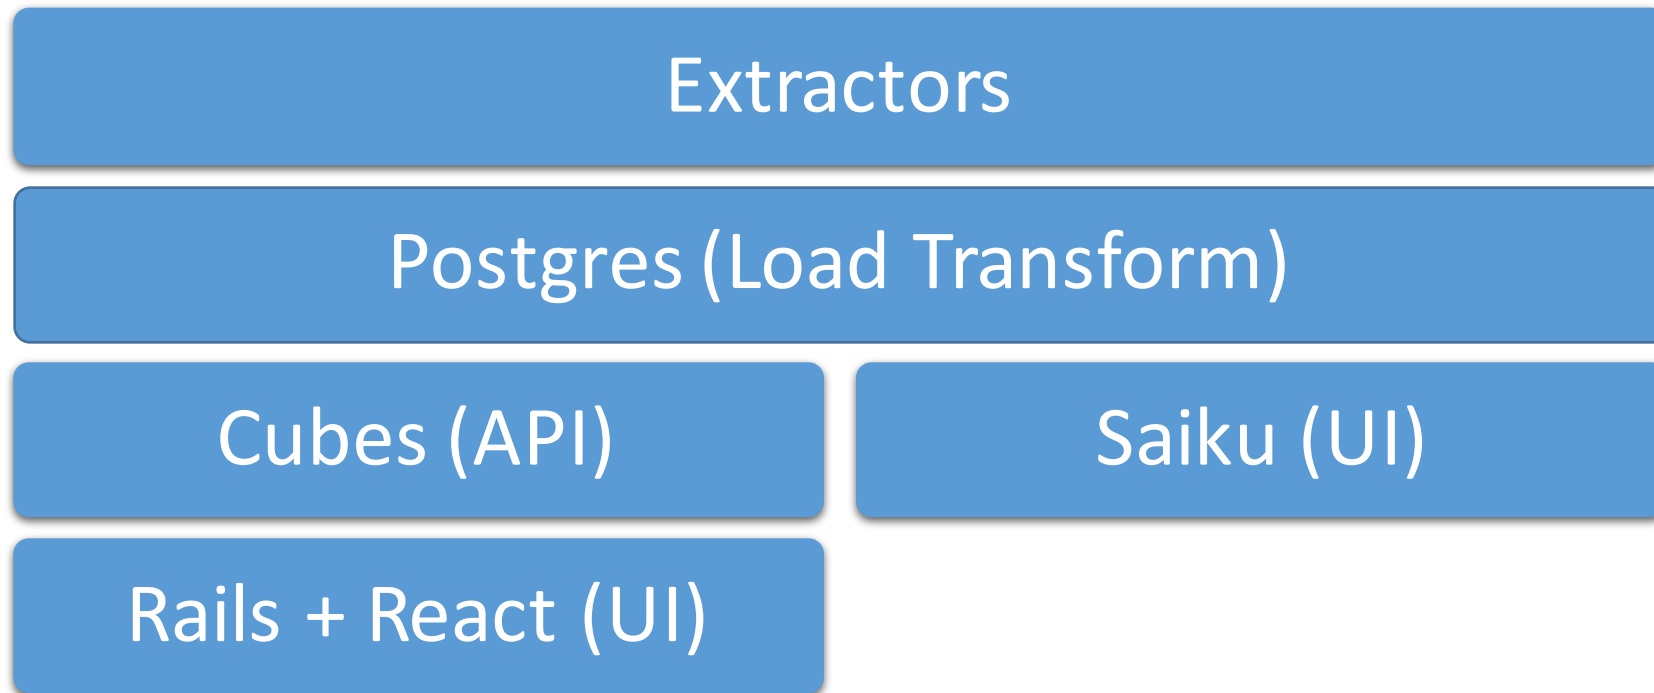 Extractors
Postgres (Load Transform)
Cubes (API)
Saiku (UI)
Rails + React (UI)